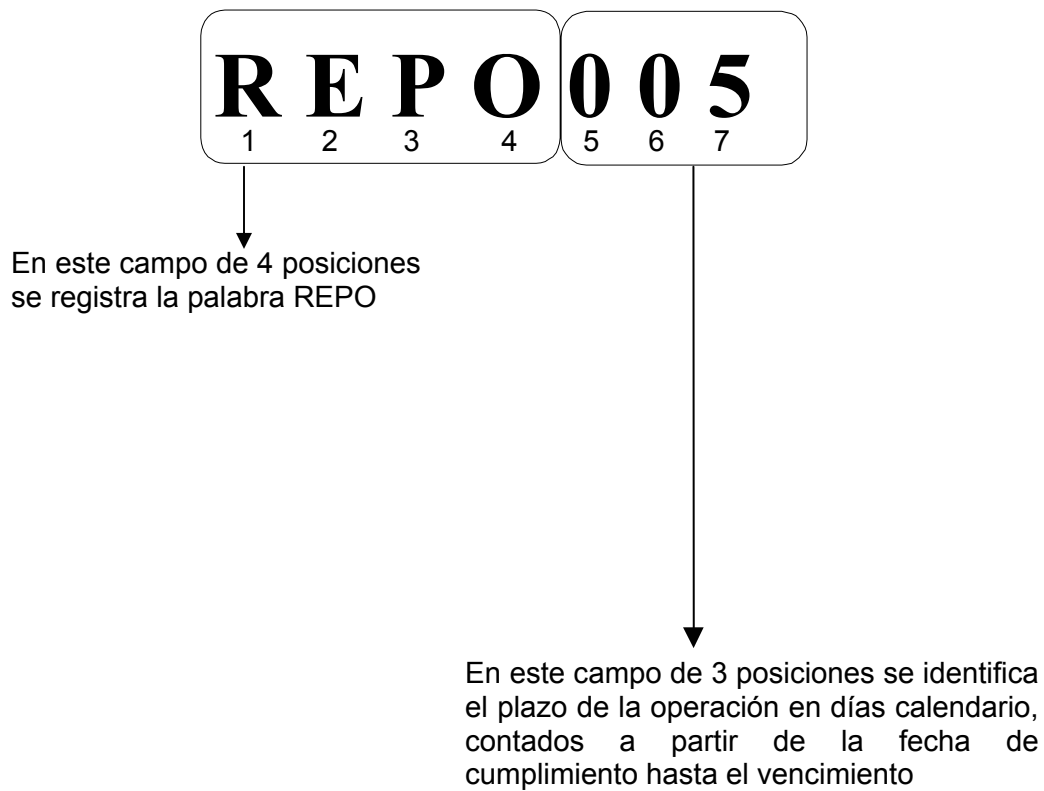 R E P O 0 0 5
1 2 3 4 5 6 7
En este campo de 4 posiciones
se registra la palabra REPO
En este campo de 3 posiciones se identifica
el plazo de la operación en días calendario,
contados a partir de la fecha de
cumplimiento hasta el vencimiento